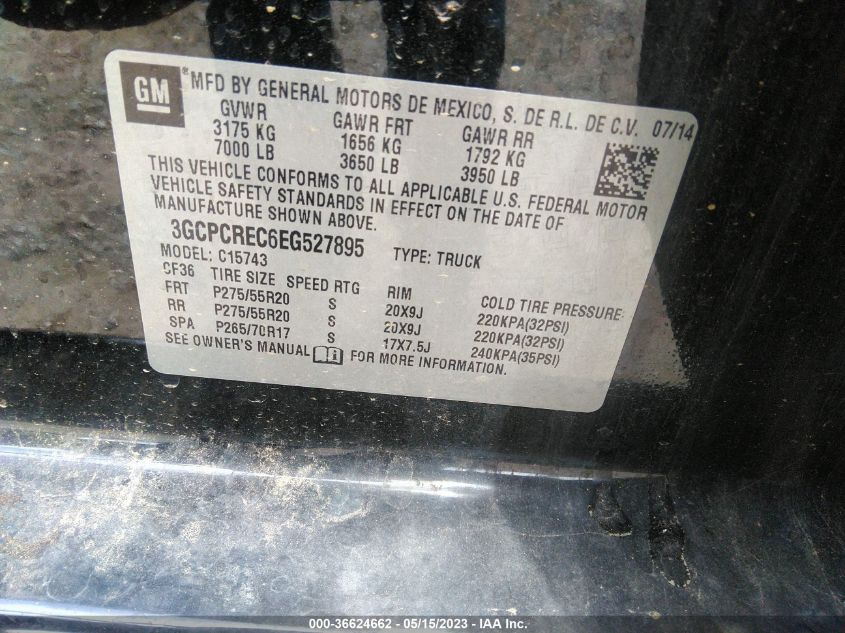 GM
MFD BY GENERAL MOTORS DE MEXICO, S. DE R.L. DE C.V. 07/14
GVWR GAWR FRT GAWR RR
3175 KG 1656 KG 1792 KG
7000 LB 3650 LB 3950 LB
THIS VEHICLE CONFORMS TO ALL APPLICABLE U.S. FEDERAL MOTOR
VEHICLE SAFETY STANDARDS IN EFFECT ON THE DATE OF
MANUFACTURE SHOWN ABOVE.
3GCPCREC6EG527895 TYPE: TRUCK
MODEL: C15743
CF36 TIRE SIZE SPEED RTG RIM COLD TIRE PRESSURE
FRT P275/55R20 S 20X9J 220KPA(32PSI)
RR P275/55R20 S 20X9J 220KPA(32PSI)
SPA P265/70R17 S 17X7.5J 240KPA(35PSI)
SEE OWNER'S MANUAL FOR MORE INFORMATION.
000-36624662 - 05/15/2023 - © IAA Inc.